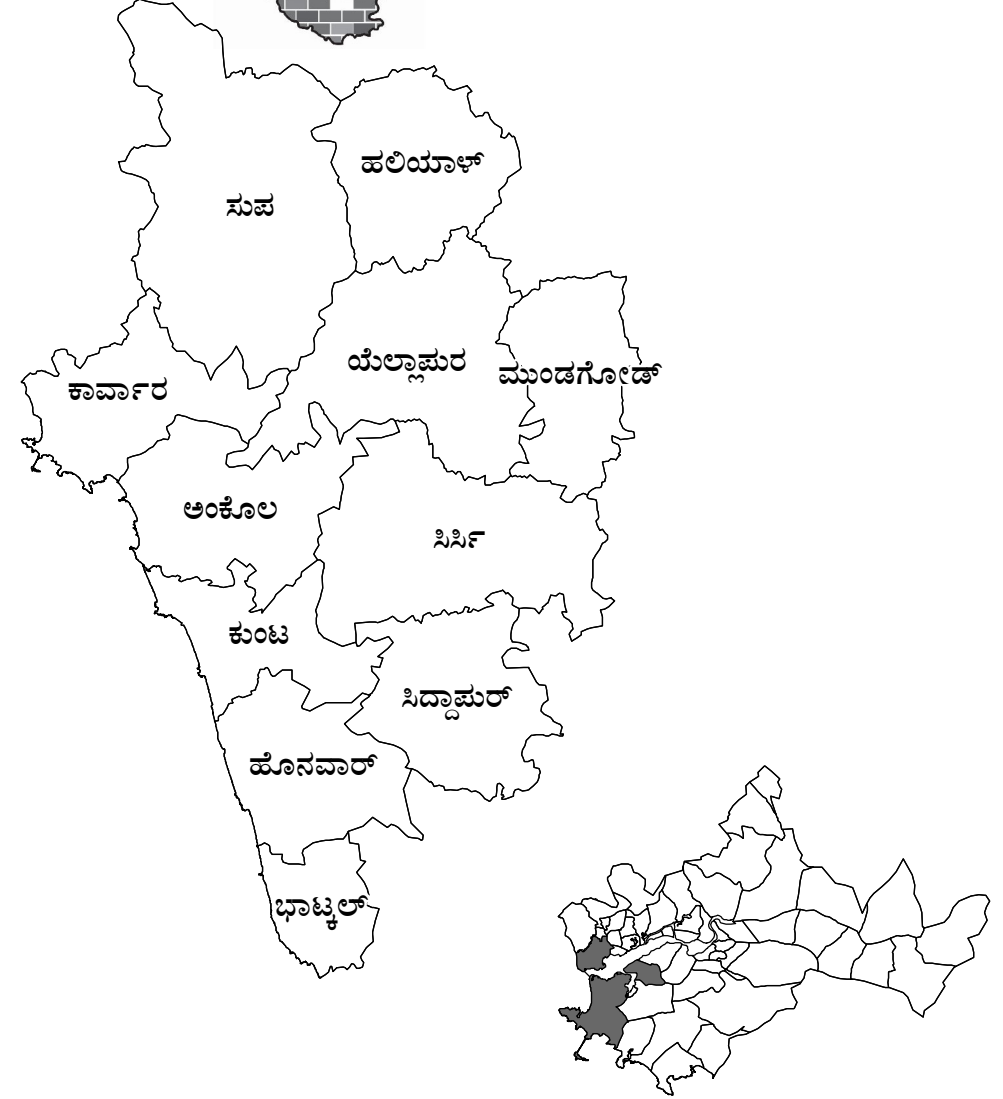 ಹಲಿಯಾಳ್
ಸುಪ
ಯೆಲ್ಲಾಪುರ
ಮುಂಡಗೋಡ್
ಕಾರ್ವಾರ
ಅಂಕೊಲ
ಸಿರ್ಸಿ
ಕುಂಟ
ಸಿದ್ದಾಪುರ್
ಹೊನವಾರ್
ಭಾಟ್ಕಲ್